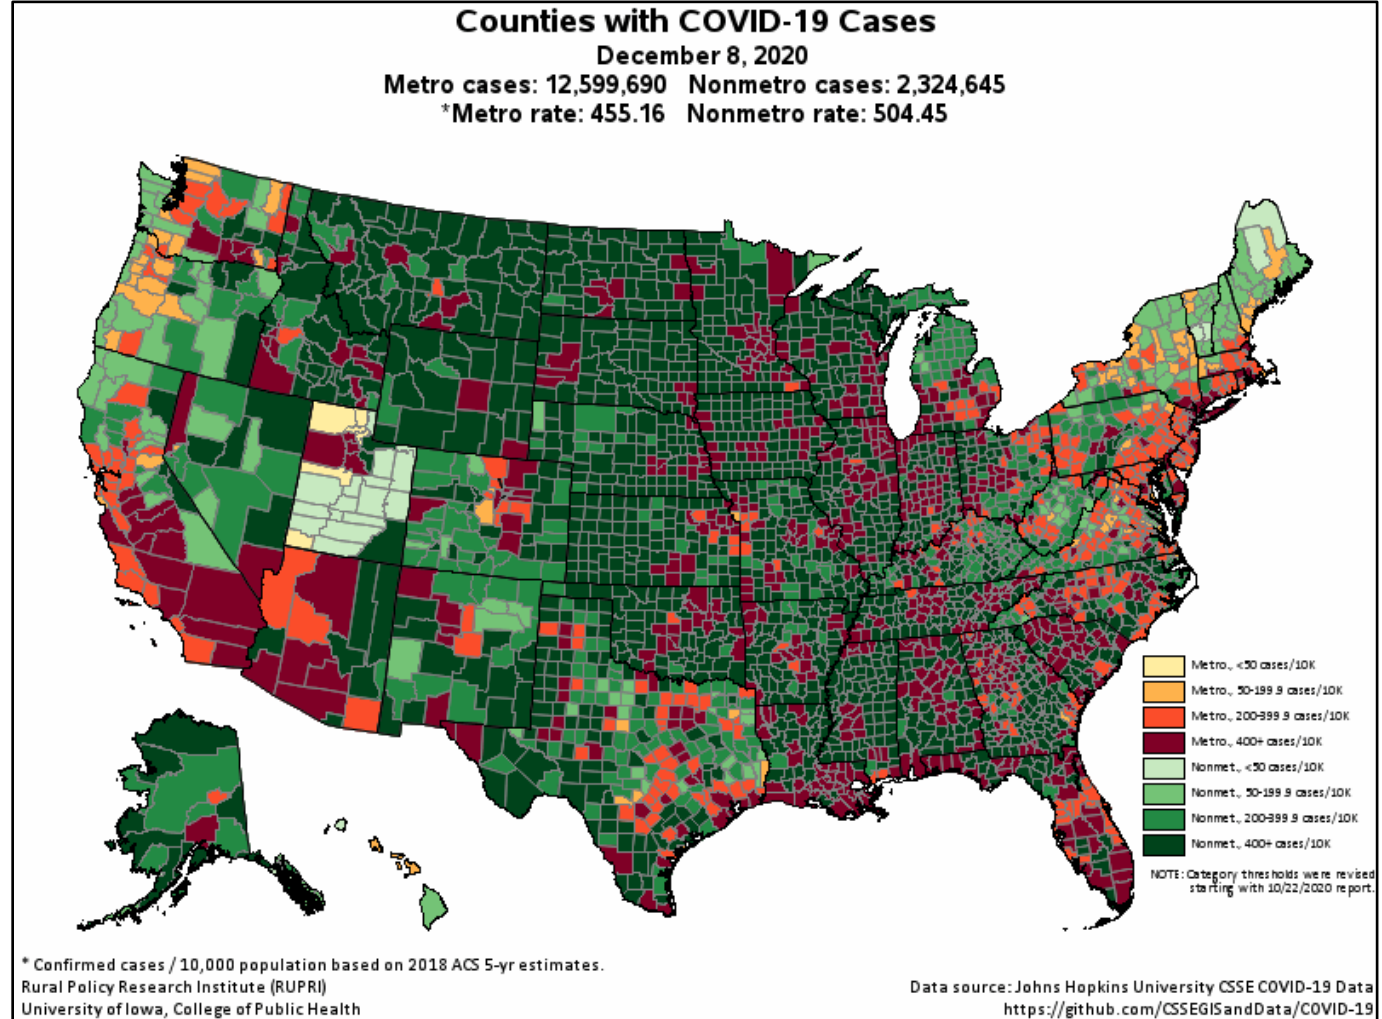 Counties with COVID-19 Cases
December 8, 2020
Metro cases: 12,599,690 Nonmetro cases: 2,324,645
*Metro rate: 455.16 Nonmetro rate: 504.45
Metro., <50 cases/10K
Metro., 50-199.9 cases/10K
Metro., 200-399.9 cases/10K
Metro., 400+ cases/10K
Nonmet., <50 cases/10K
Nonmet., 50-199.9 cases/10K
Nonmet., 200-399.9 cases/10K
Nonmet., 400+ cases/10K
NOTE: Category thresholds were revised
starting with 10/22/2020 report.
* Confirmed cases / 10,000 population based on 2018 ACS 5-yr estimates.
Rural Policy Research Institute (RUPRI)
University of Iowa, College of Public Health
Data source: Johns Hopkins University CSSE COVID-19 Data
https://github.com/CSSEGISandData/COVID-19